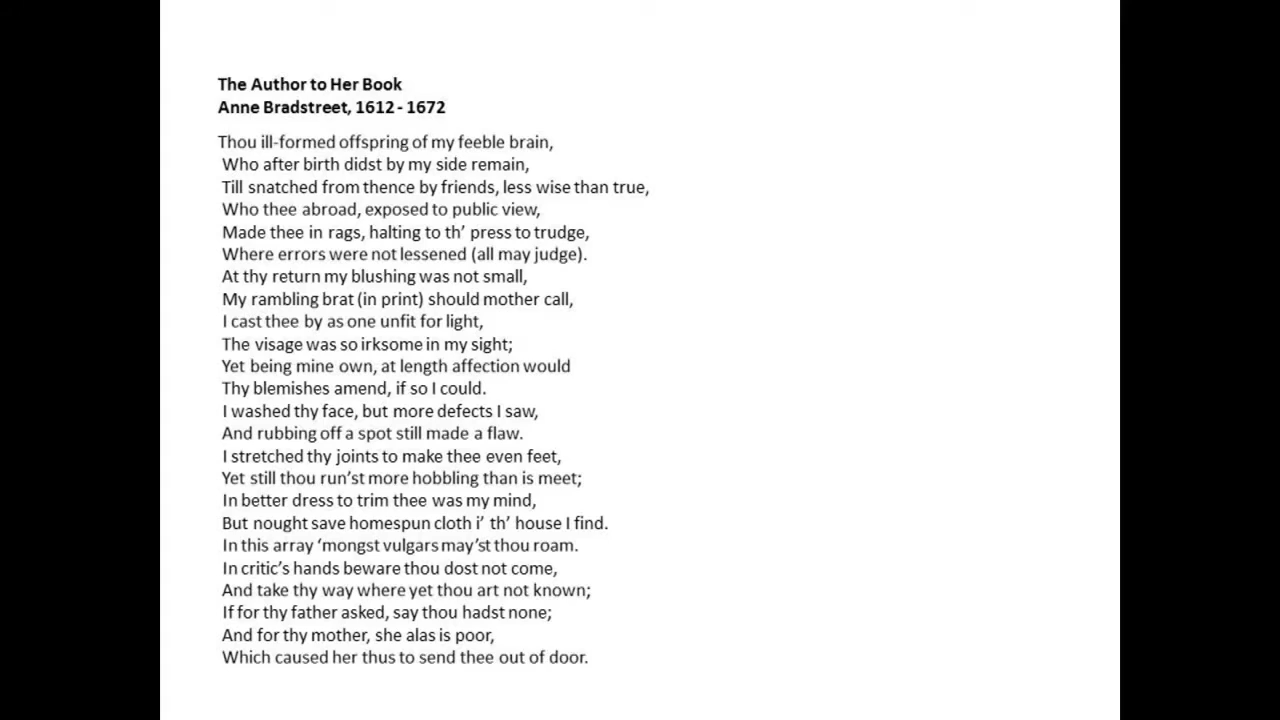 The Author to Her Book
Anne Bradstreet, 1612 - 1672
Thou ill-formed offspring of my feeble brain,
Who after birth didst by my side remain,
Till snatched from thence by friends, less wise than true,
Who thee abroad, exposed to public view,
Made thee in rags, halting to th’ press to trudge,
Where errors were not lessened (all may judge).
At thy return my blushing was not small,
My rambling brat (in print) should mother call,
I cast thee by as one unfit for light,
The visage was so irksome in my sight;
Yet being mine own, at length affection would
Thy blemishes amend, if so I could.
I washed thy face, but more defects I saw,
And rubbing off a spot still made a flaw.
I stretched thy joints to make thee even feet,
Yet still thou run’st more hobbling than is meet;
In better dress to trim thee was my mind,
But nought save homespun cloth i’ th’ house I find.
In this array ‘mongst vulgars may’st thou roam.
In critic’s hands beware thou dost not come,
And take thy way where yet thou art not known;
If for thy father asked, say thou hadst none;
And for thy mother, she alas is poor,
Which caused her thus to send thee out of door.